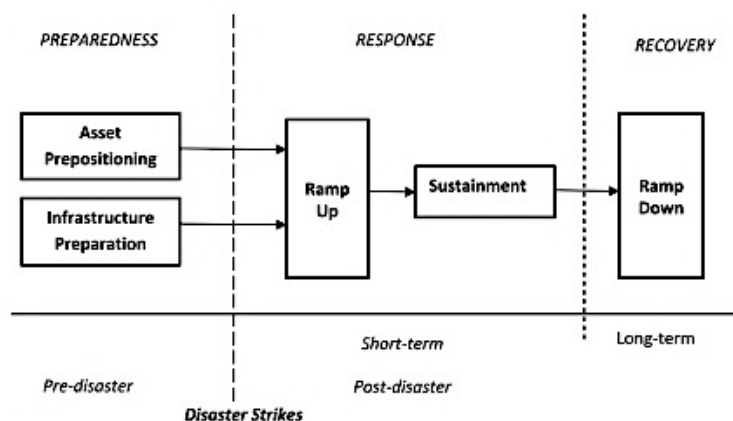 PREPAREDNESS
RESPONSE
RECOVERY
Asset
Prepositioning
Infrastructure
Preparation
Ramp
Up
Sustainment
Ramp
Down
Short-term
Long-term
Pre-disaster
Post-disaster
Disaster Strikes